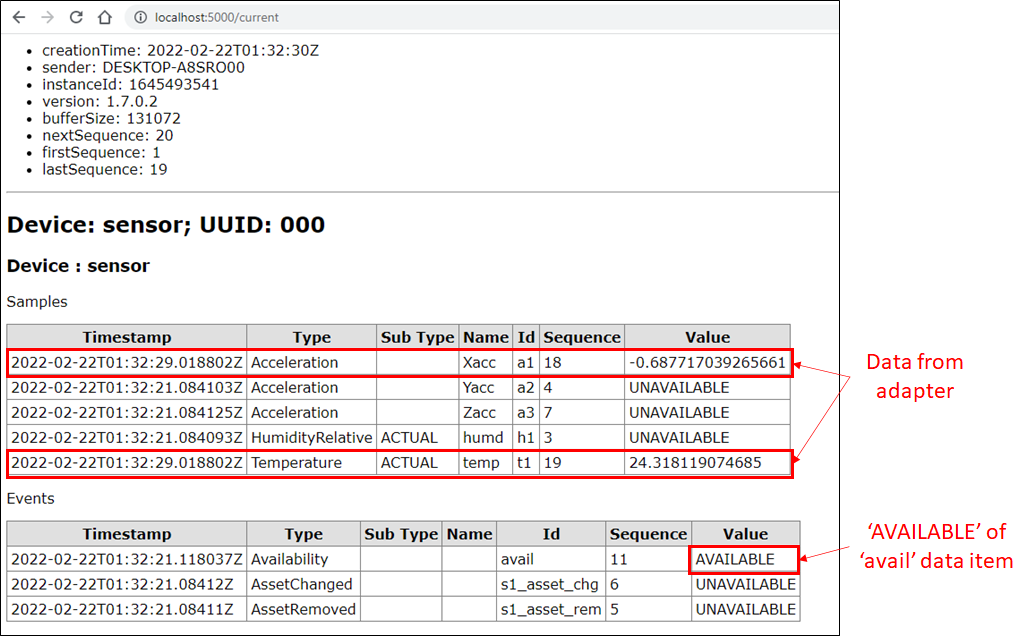 localhost:5000/current
creationTime: 2022-02-22T01:32:30Z
sender: DESKTOP-A8SRO00
instanceId: 1645493541
version: 1.7.0.2
bufferSize: 131072
nextSequence: 20
firstSequence: 1
lastSequence: 19
Device: sensor; UUID: 000
Device : sensor
Samples
Timestamp Type Sub Type Name Id Sequence Value
2022-02-22T01:32:29.018802Z Acceleration Xacc a1 18 -0.687717039265661
2022-02-22T01:32:21.084103Z Acceleration Yacc a2 4 UNAVAILABLE
2022-02-22T01:32:21.084125Z Acceleration Zacc a3 7 UNAVAILABLE
2022-02-22T01:32:21.084093Z HumidityRelative ACTUAL humd h1 3 UNAVAILABLE
2022-02-22T01:32:29.018802Z Temperature ACTUAL temp t1 19 24.318119074685
Data from
adapter
Events
Timestamp Type Sub Type Name Id Sequence Value
2022-02-22T01:32:21.118037Z Availability avail 11 AVAILABLE
2022-02-22T01:32:21.08412Z AssetChanged s1_asset_chg 6 UNAVAILABLE
2022-02-22T01:32:21.08411Z AssetRemoved s1_asset_rem 5 UNAVAILABLE
‘AVAILABLE’ of
‘avail’ data item